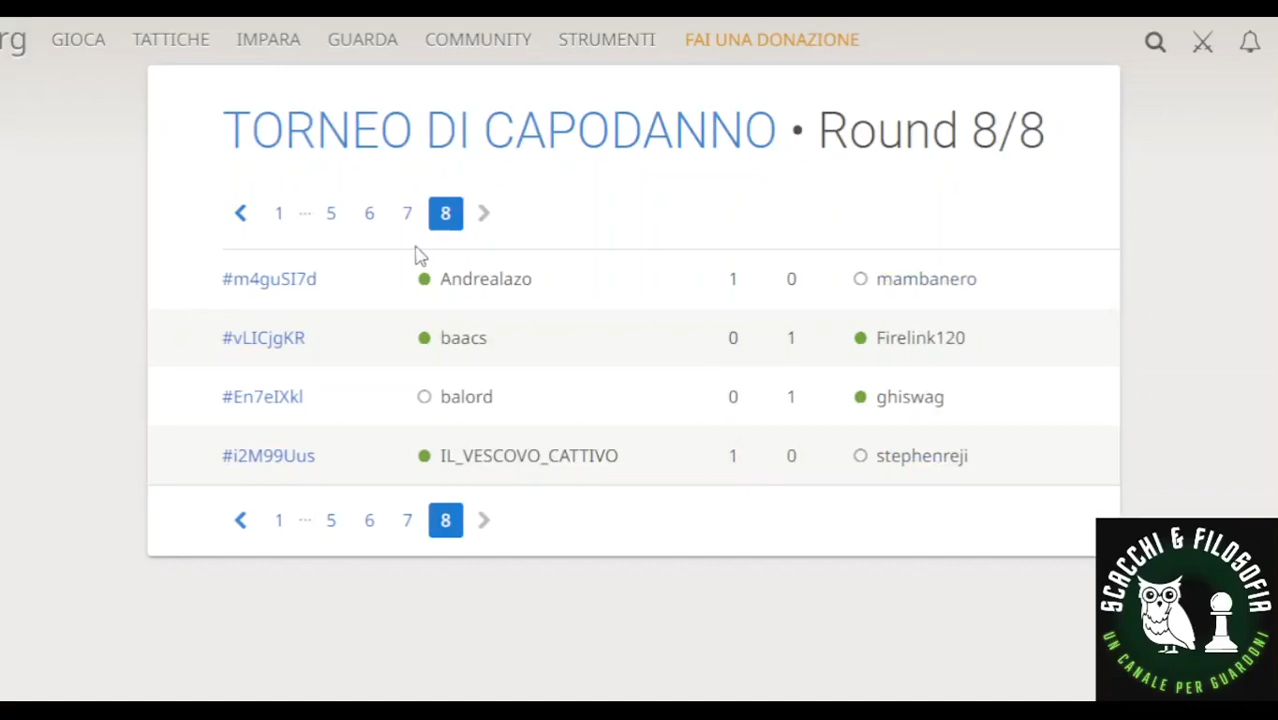 rg GIOCA TATTICHE IMPARA GUARDA COMMUNITY STRUMENTI FAI UNA DONAZIONE
TORNEO DI CAPODANNO • Round 8/8
1 ... 5 6 7 8
#m4guSI7d Andrealazo 1 0 mambanero
#vLICjgKR baacs 0 1 Firelink120
#En7eIXkl balord 0 1 ghiswag
#i2M99Uus IL_VESCOVO_CATTIVO 1 0 stephenreji
1 ... 5 6 7 8
SCACCHI & FILOSOFIA
UN CANALE PER GUARDONI